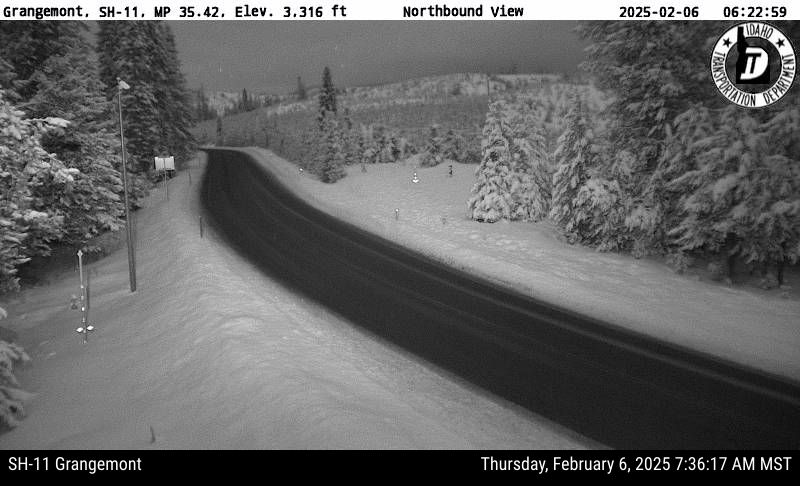 Grangemont, SH-11, MP 35.42, Elev. 3,316 ft Northbound View 2025-02-06 06:22:59
IDAHO
TRANSPORTATION DEPARTMENT
SH-11 Grangemont Thursday, February 6, 2025 7:36:17 AM MST